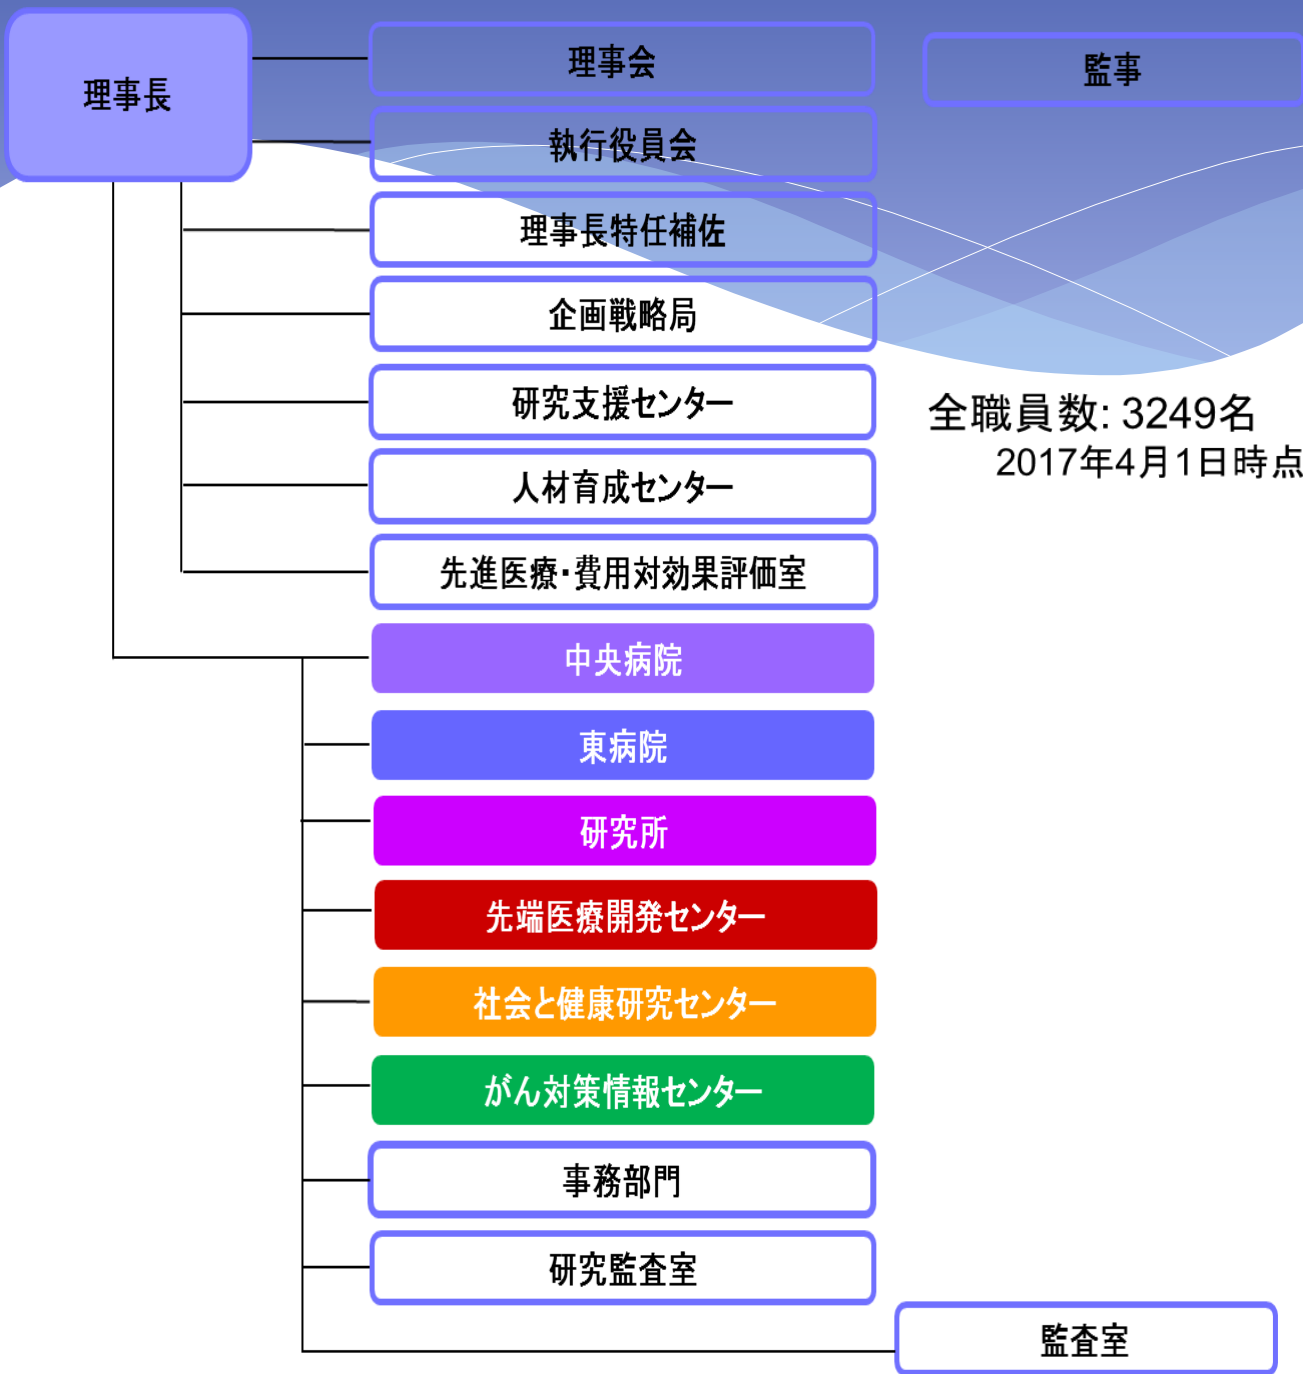 理事長
理事会
監事
執行役員会
理事長特任補佐
企画戦略局
研究支援センター
全職員数: 3249名
2017年4月1日時点
人材育成センター
先進医療・費用対効果評価室
中央病院
東病院
研究所
先端医療開発センター
社会と健康研究センター
がん対策情報センター
事務部門
研究監査室
監査室